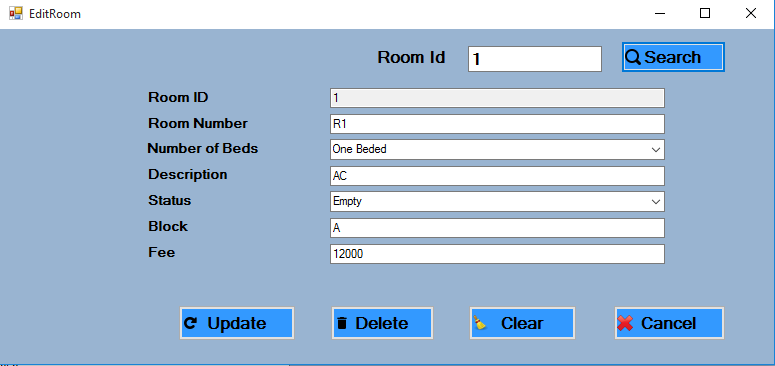 EditRoom
Room Id 1 Search
Room ID 1
Room Number R1
Number of Beds One Beded
Description AC
Status Empty
Block A
Fee 12000
Update Delete Clear Cancel